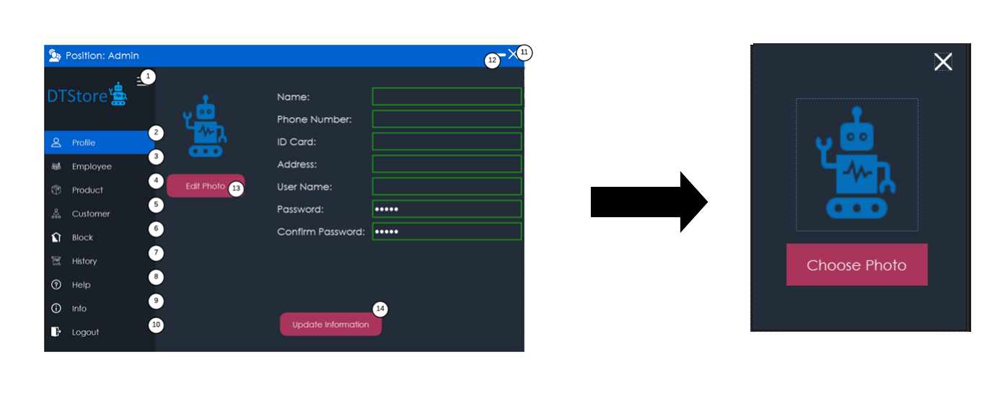 Position: Admin
12
11
1
DTStore
Name:
Phone Number:
ID Card:
Address:
User Name:
Password:
•••••
Confirm Password:
•••••
2
Profile
3
Employee
4
Product
5
Customer
6
Block
7
History
8
Help
9
Info
10
Logout
Edit Photo
13
Update Information
14
Choose Photo